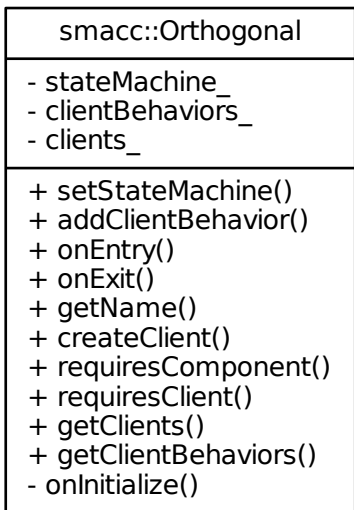 smacc::Orthogonal
- stateMachine_
- clientBehaviors_
- clients_
+ setStateMachine()
+ addClientBehavior()
+ onEntry()
+ onExit()
+ getName()
+ createClient()
+ requiresComponent()
+ requiresClient()
+ getClients()
+ getClientBehaviors()
- onInitialize()